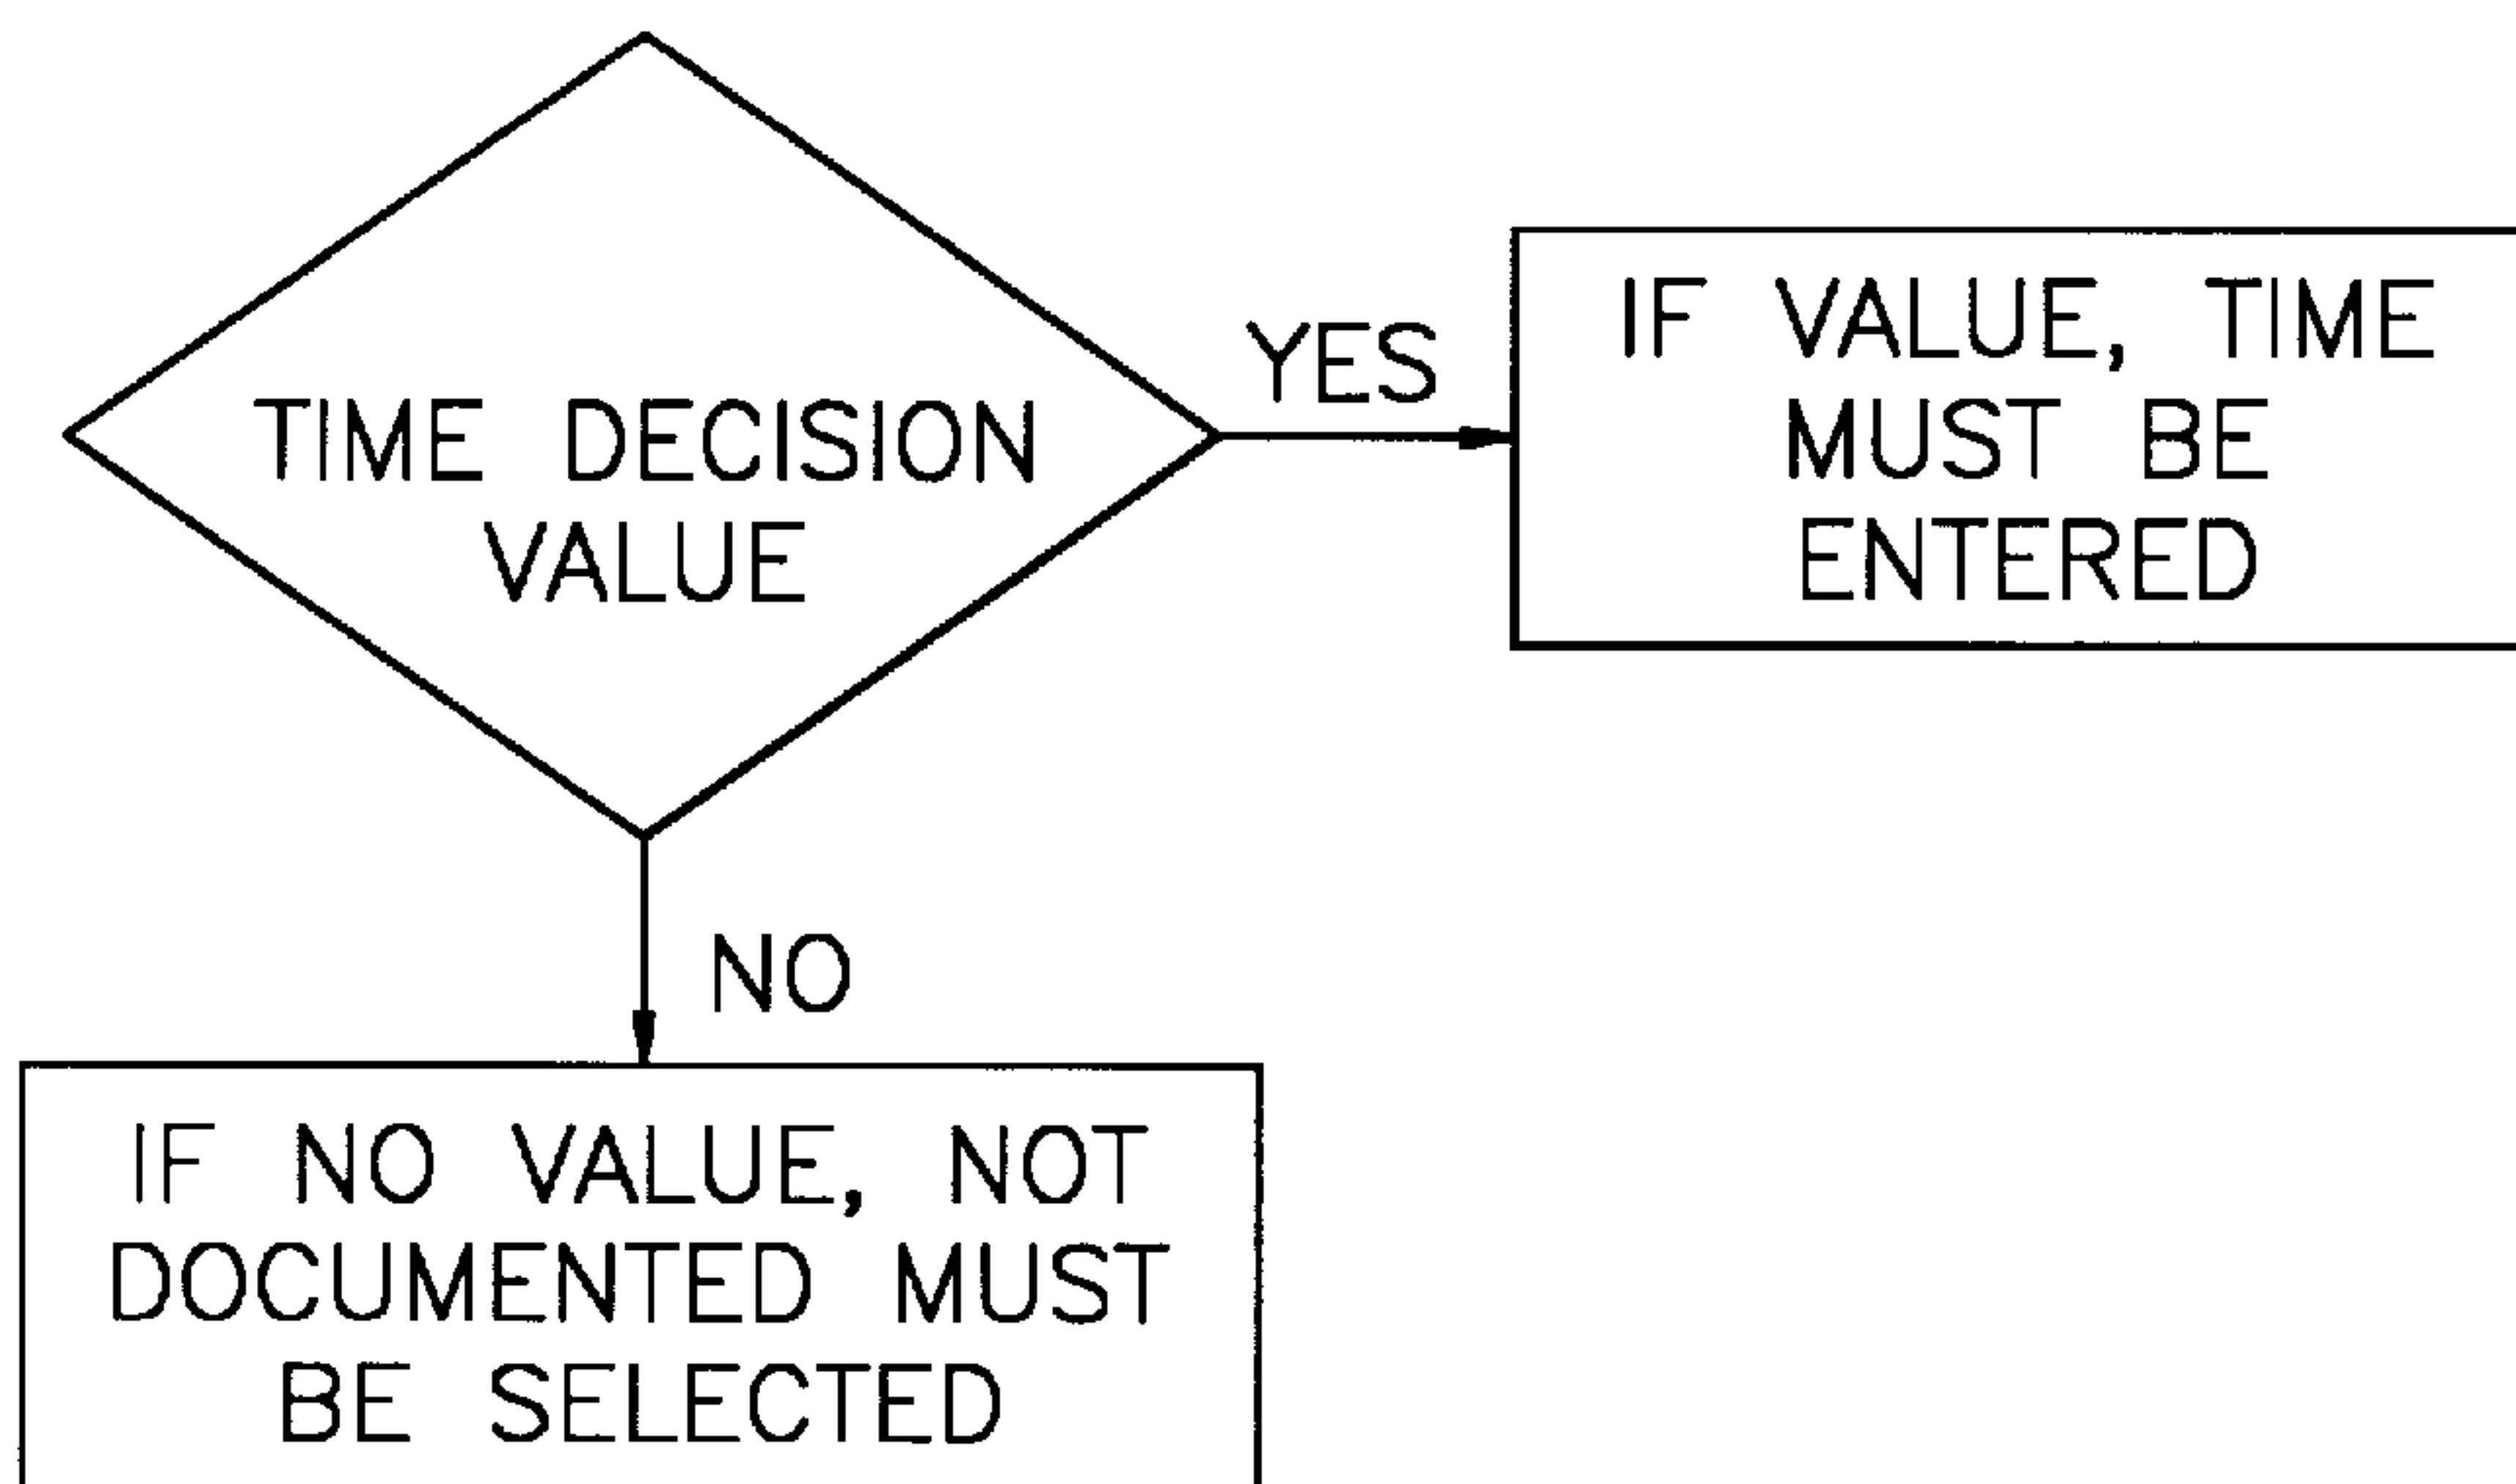 TIME DECISION
VALUE
YES
IF VALUE, TIME
MUST BE
ENTERED
NO
IF NO VALUE, NOT
DOCUMENTED MUST
BE SELECTED